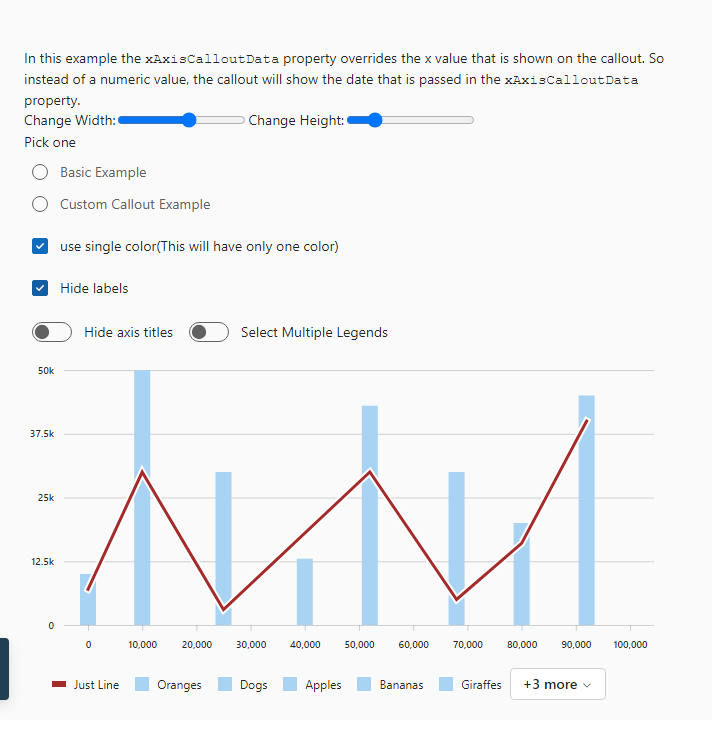 In this example the xAxisCalloutData property overrides the x value that is shown on the callout. So
instead of a numeric value, the callout will show the date that is passed in the xAxisCalloutData
property.
Change Width: Change Height:
Pick one
Basic Example
Custom Callout Example
use single color(This will have only one color)
Hide labels
Hide axis titles Select Multiple Legends
50k
37.5k
25k
12.5k
0
0 10,000 20,000 30,000 40,000 50,000 60,000 70,000 80,000 90,000 100,000
Just Line Oranges Dogs Apples Bananas Giraffes +3 more